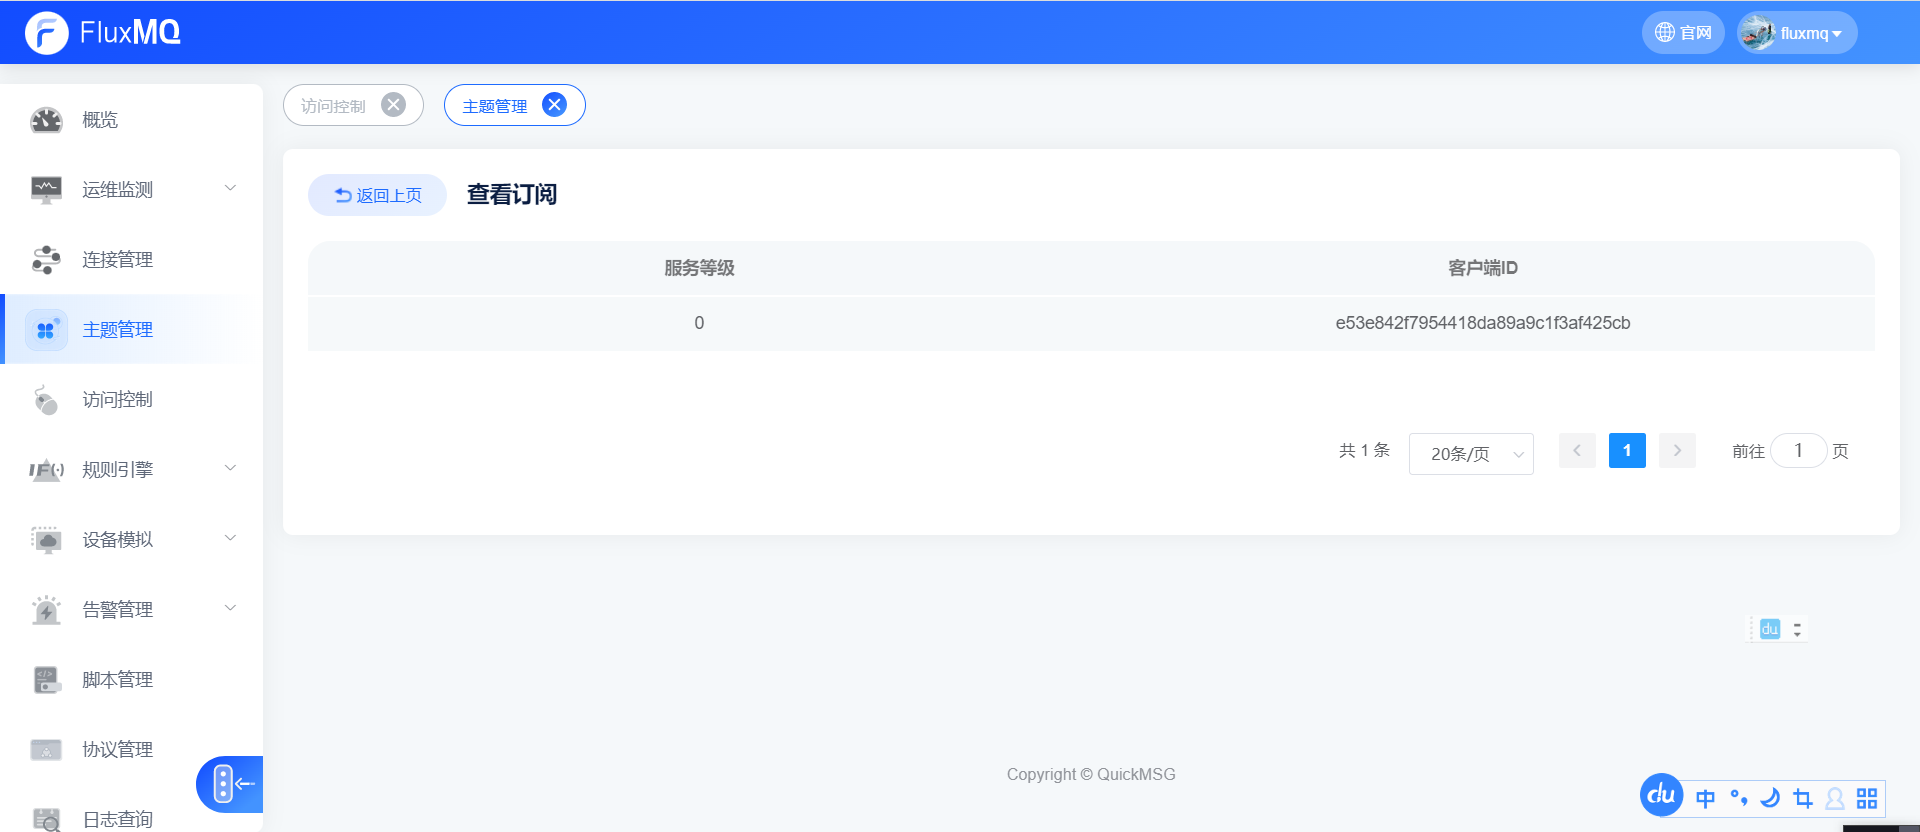 FluxMQ
官网
fluxmq
概览
运维监测
连接管理
主题管理
访问控制
规则引擎
设备模拟
告警管理
脚本管理
协议管理
日志查询
访问控制
主题管理
返回上页
查看订阅
服务等级 客户端ID
0 e53e842f7954418da89a9c1f3af425cb
共 1 条 20条/页 1 前往 1 页
du
Copyright © QuickMSG
du 中
IF(·)